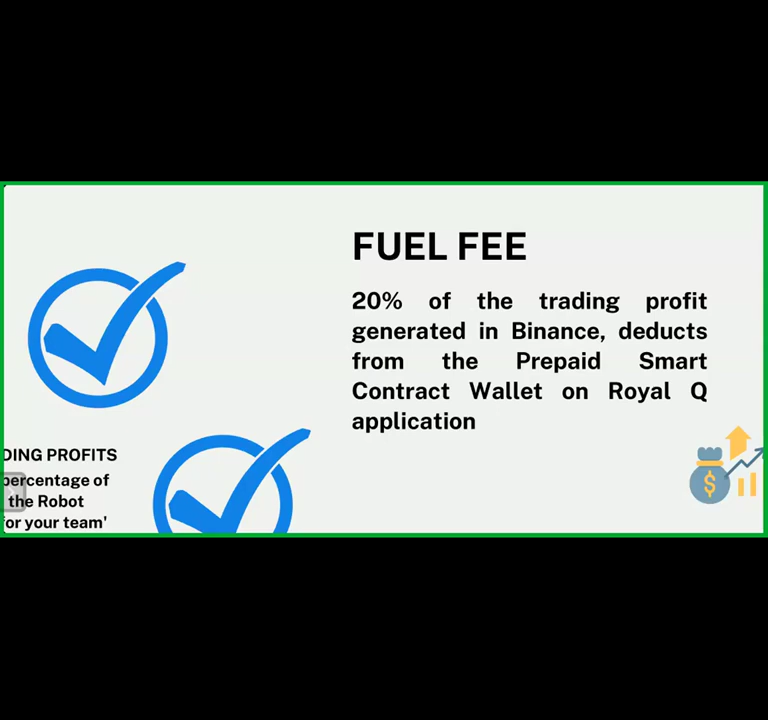 FUEL FEE
20% of the trading profit
generated in Binance, deducts
from the Prepaid Smart
Contract Wallet on Royal Q
application
DING PROFITS
percentage of
the Robot
for your team'
$